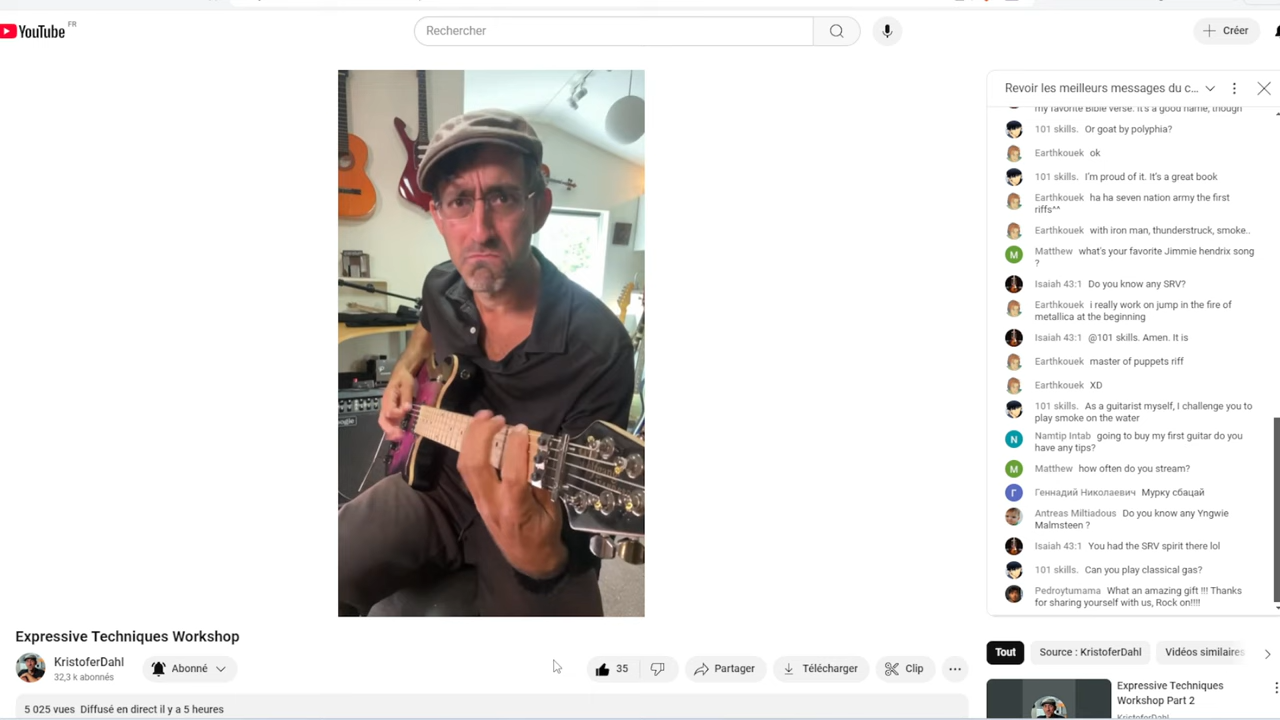 YouTube FR
Rechercher
Créer
Revoir les meilleurs messages du c...
my favorite Bible verse. It's a good name, though
101 skills. Or goat by polyphia?
Earthkouek ok
101 skills. I'm proud of it. It's a great book
Earthkouek ha ha seven nation army the first
riffs^^
Earthkouek with iron man, thunderstruck, smoke..
Matthew what's your favorite Jimmie hendrix song
?
Isaiah 43:1 Do you know any SRV?
Earthkouek i really work on jump in the fire of
metallica at the beginning
Isaiah 43:1 @101 skills. Amen. It is
Earthkouek master of puppets riff
Earthkouek XD
101 skills. As a guitarist myself, I challenge you to
play smoke on the water
N Namtip Intab going to buy my first guitar do you
have any tips?
M Matthew how often do you stream?
Г Геннадий Николаевич Мурку сбацай
Antreas Miltiadous Do you know any Yngwie
Malmsteen ?
Isaiah 43:1 You had the SRV spirit there lol
101 skills. Can you play classical gas?
Pedroytumama What an amazing gift !!! Thanks
for sharing yourself with us, Rock on!!!!
Expressive Techniques Workshop
KristoferDahl
32,3 k abonnés
Abonné
35
Partager
Télécharger
Clip
5 025 vues Diffusé en direct il y a 5 heures
Tout
Source : KristoferDahl
Vidéos similaires
Expressive Techniques
Workshop Part 2
KristoferDahl